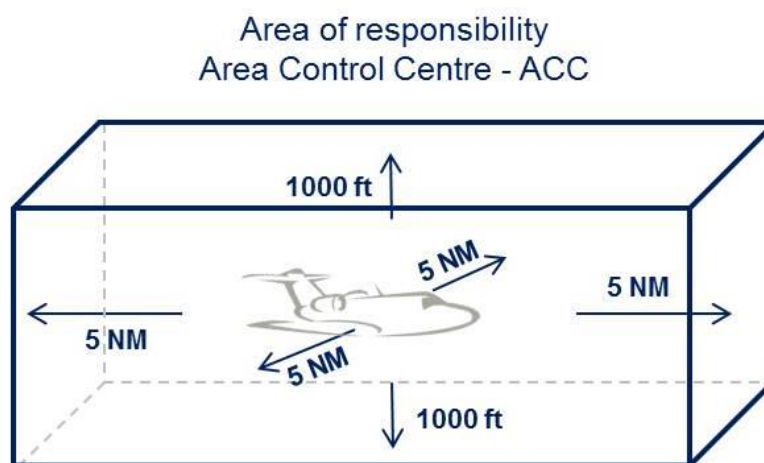 Area of responsibility
Area Control Centre - ACC
1000 ft
5 NM
5 NM
5 NM
5 NM
1000 ft